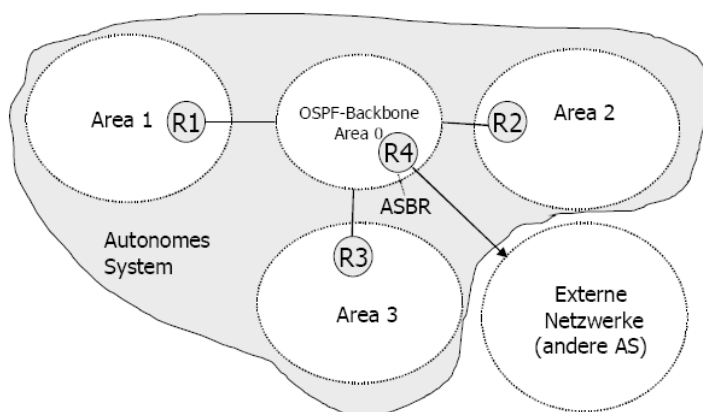 Area 1
R1
OSPF-Backbone
Area 0
R4
ASBR
R2
Area 2
Autonomes
System
R3
Area 3
Externe
Netzwerke
(andere AS)